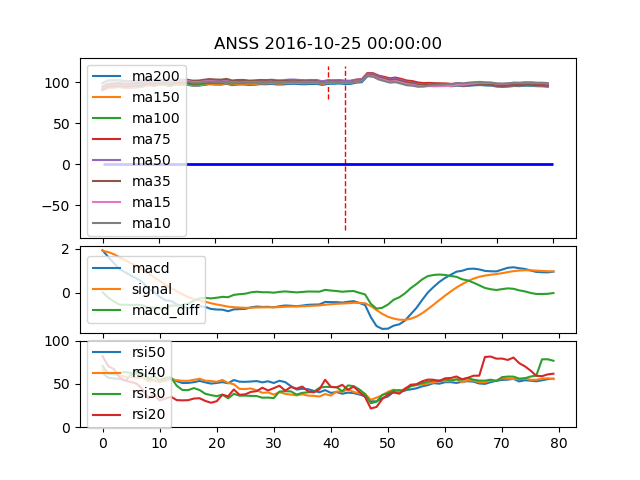 ANSS 2016-10-25 00:00:00
100
50
0
−50
ma200
ma150
ma100
ma75
ma50
ma35
ma15
ma10
2
0
macd
signal
macd_diff
100
50
0
rsi50
rsi40
rsi30
rsi20
0 10 20 30 40 50 60 70 80